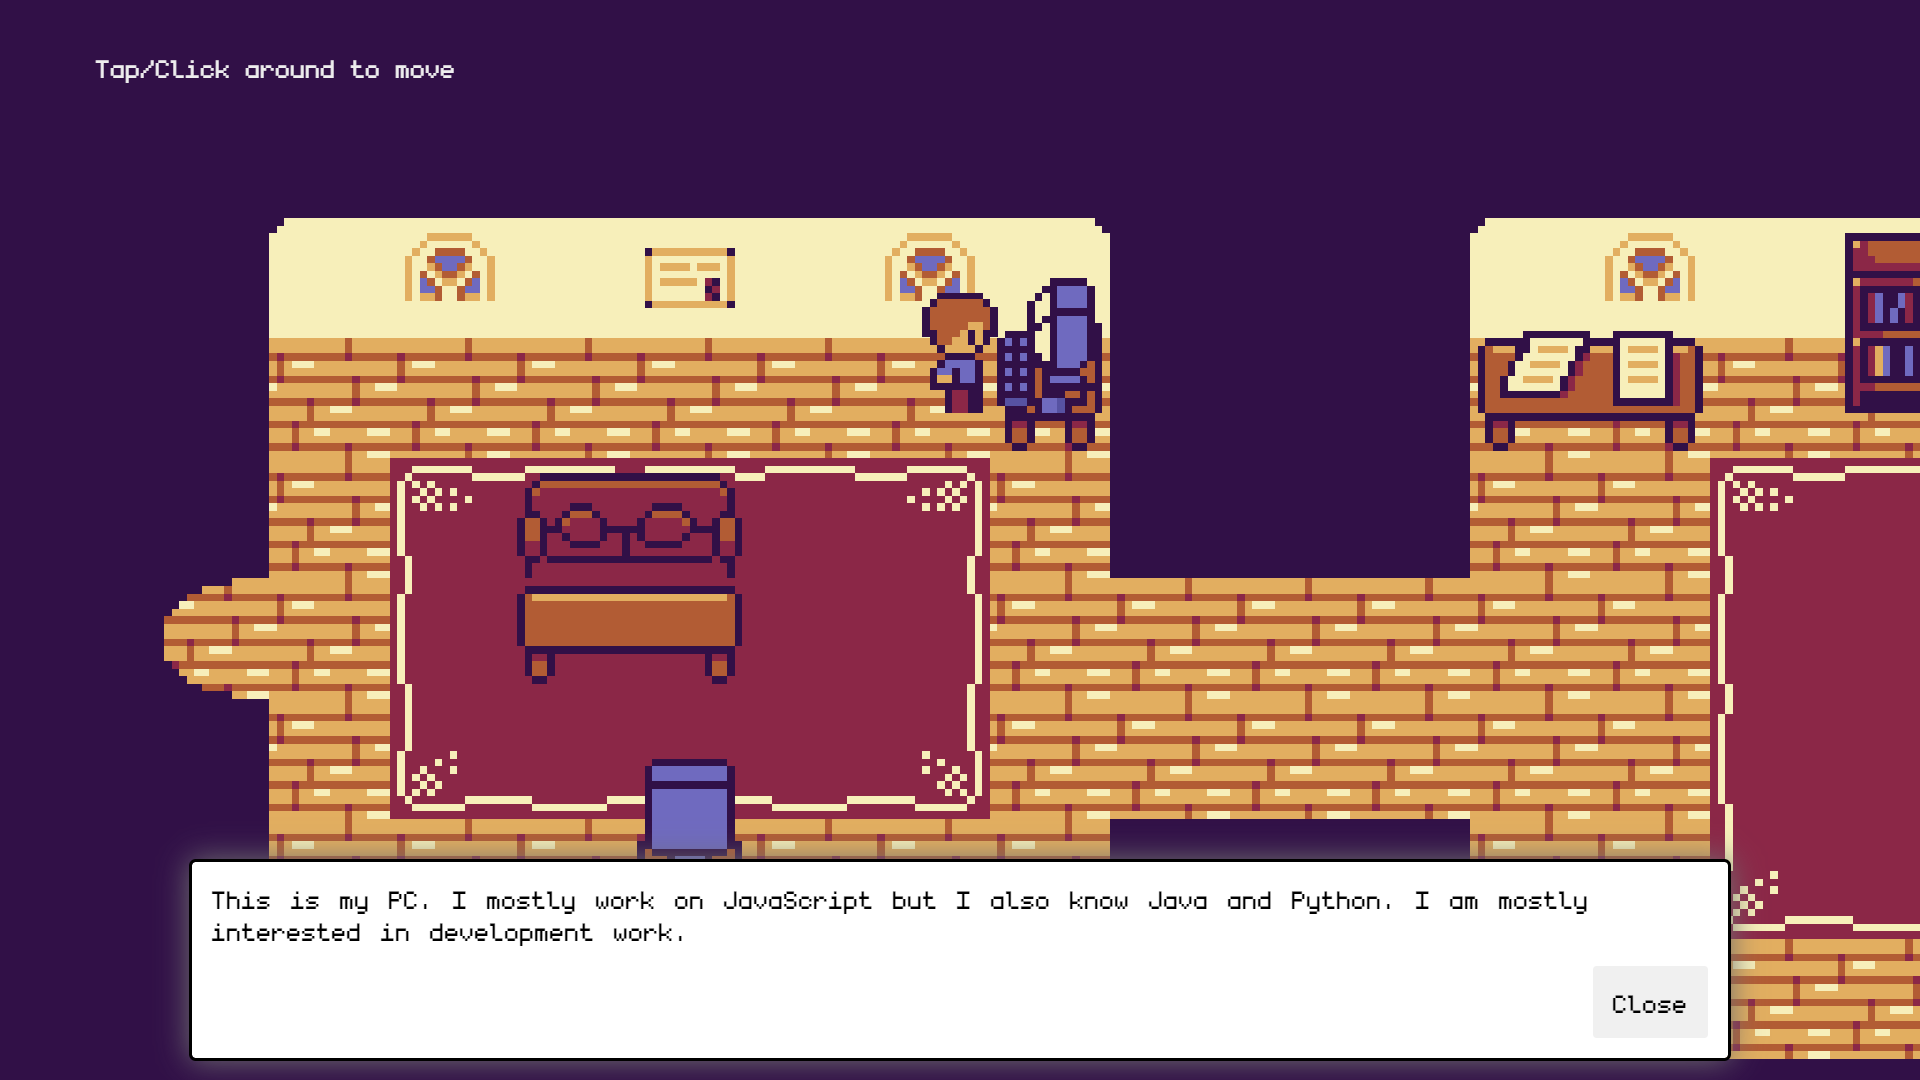 Tap/Click around to move
This is my PC. I mostly work on JavaScript but I also know Java and Python. I am mostly
interested in development work.
Close